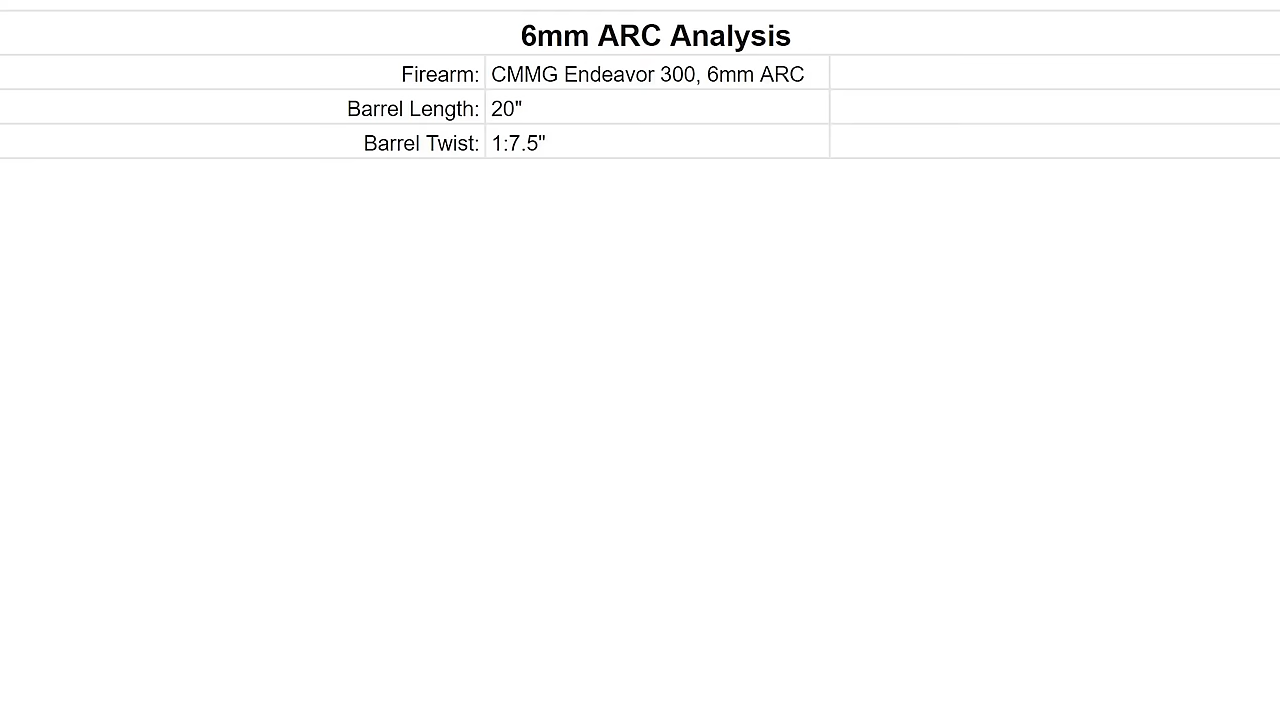 6mm ARC Analysis
Firearm: CMMG Endeavor 300, 6mm ARC
Barrel Length: 20"
Barrel Twist: 1:7.5"